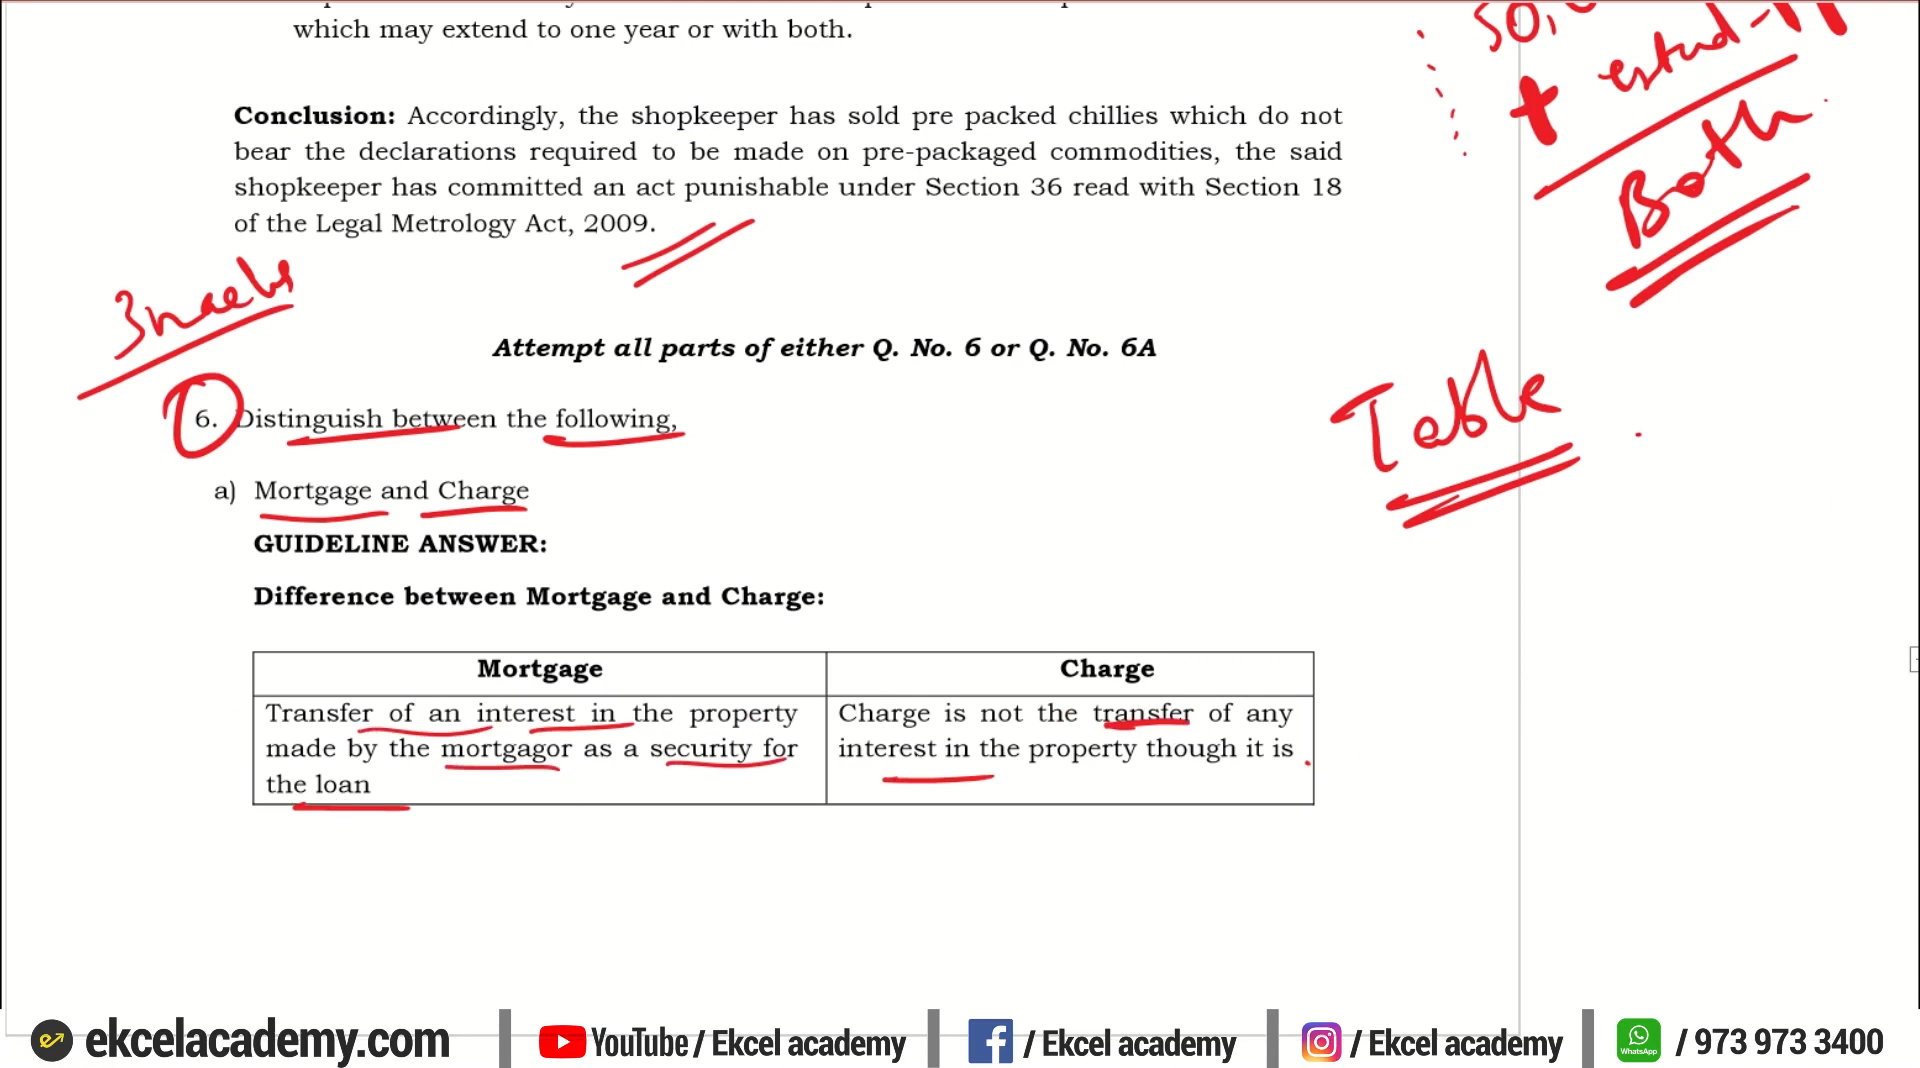 which may extend to one year or with both.
50,
+ extend
Both
Conclusion: Accordingly, the shopkeeper has sold pre packed chillies which do not
bear the declarations required to be made on pre-packaged commodities, the said
shopkeeper has committed an act punishable under Section 36 read with Section 18
of the Legal Metrology Act, 2009.
Attempt all parts of either Q. No. 6 or Q. No. 6A
Table
6. Distinguish between the following,
a) Mortgage and Charge
GUIDELINE ANSWER:
Difference between Mortgage and Charge:
Mortgage Charge
Transfer of an interest in the property Charge is not the transfer of any
made by the mortgagor as a security for interest in the property though it is
the loan
ekcelacademy.com YouTube / Ekcel academy / Ekcel academy / Ekcel academy WhatsApp / 973 973 3400